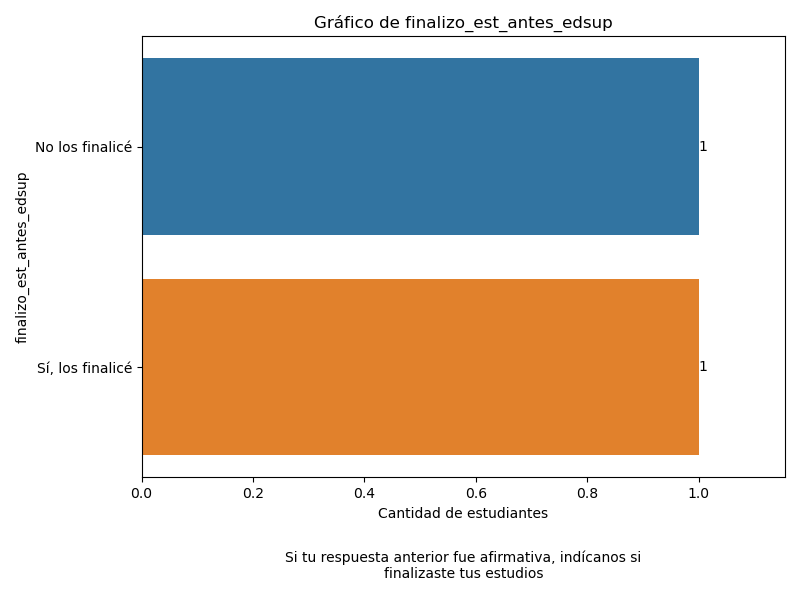 Gráfico de finalizo_est_antes_edsup
finalizo_est_antes_edsup
No los finalicé
1
Sí, los finalicé
1
0.0 0.2 0.4 0.6 0.8 1.0
Cantidad de estudiantes
Si tu respuesta anterior fue afirmativa, indícanos si
finalizaste tus estudios